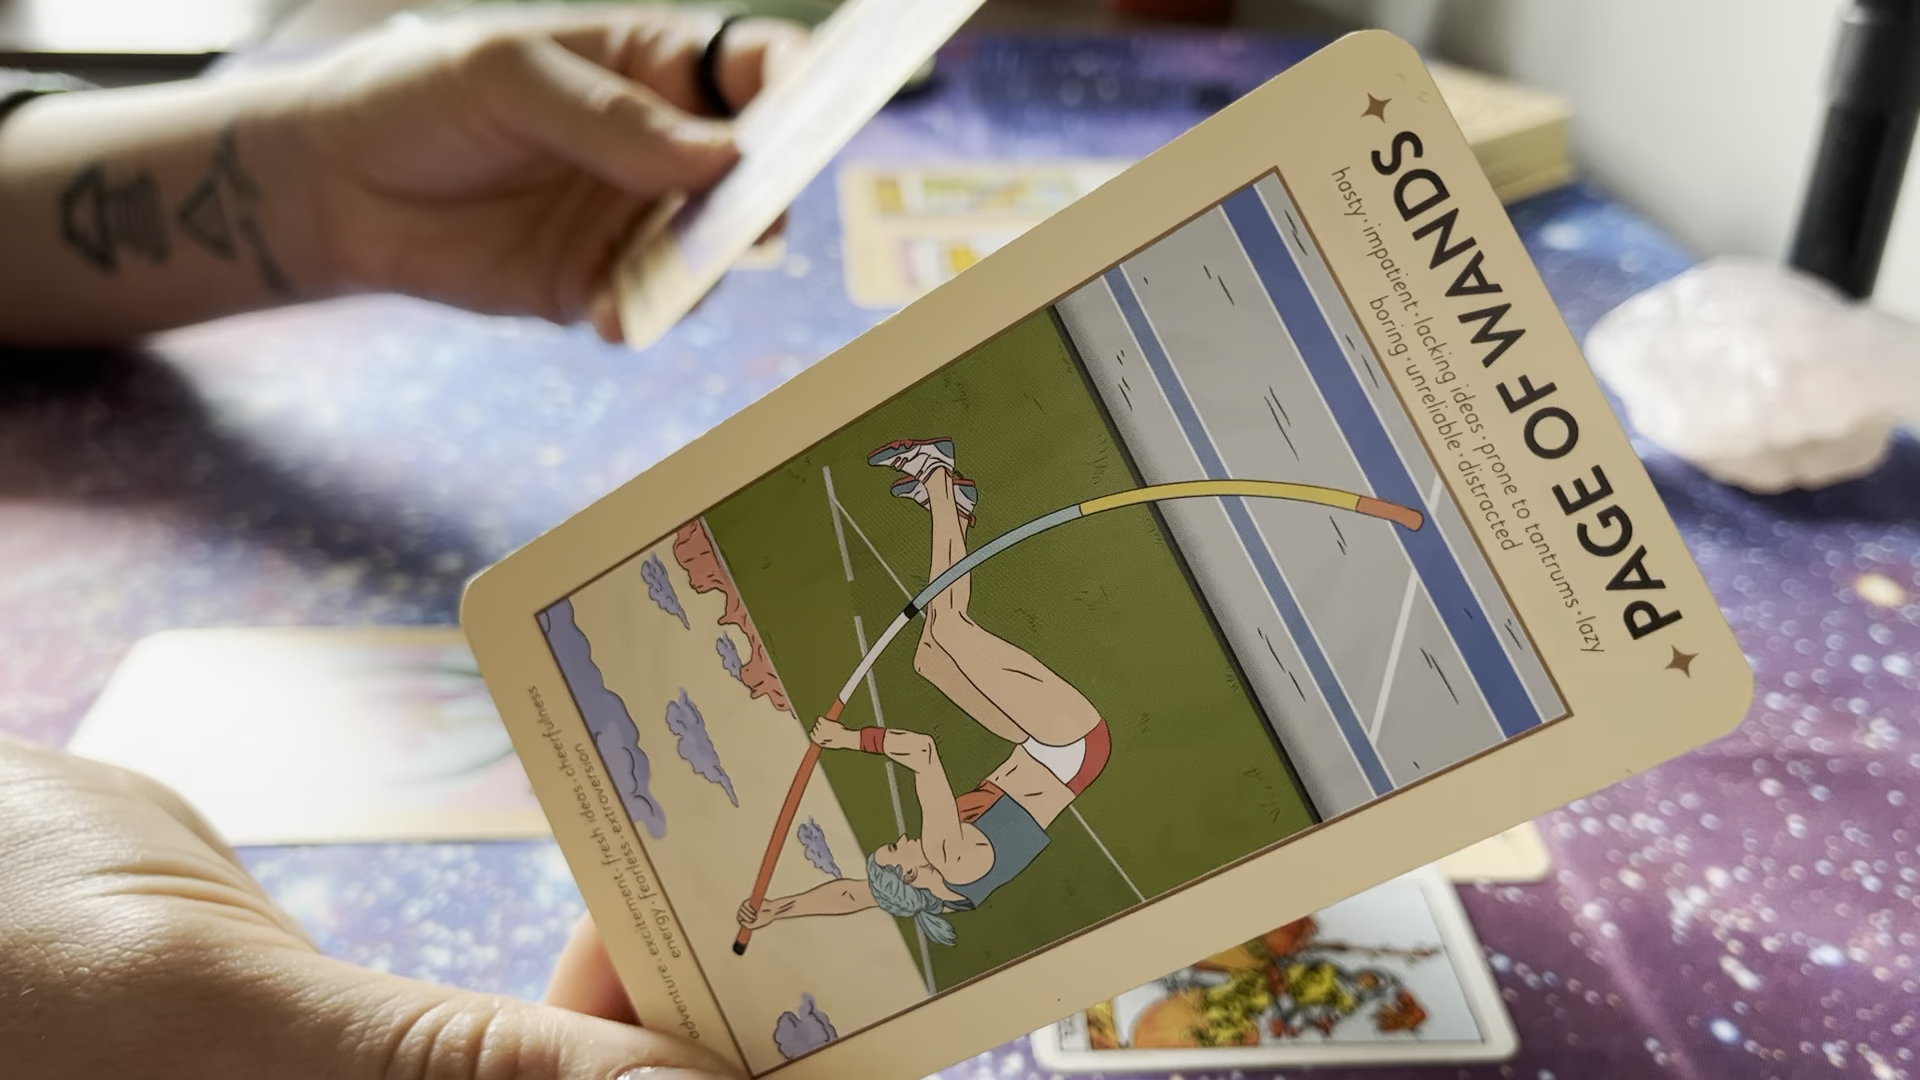 adventure · excitement · fresh ideas · cheerfulness
energy · fearless · extroversion
PAGE OF WANDS
hasty · impatient · lacking ideas · prone to tantrums · lazy
boring · unreliable · distracted